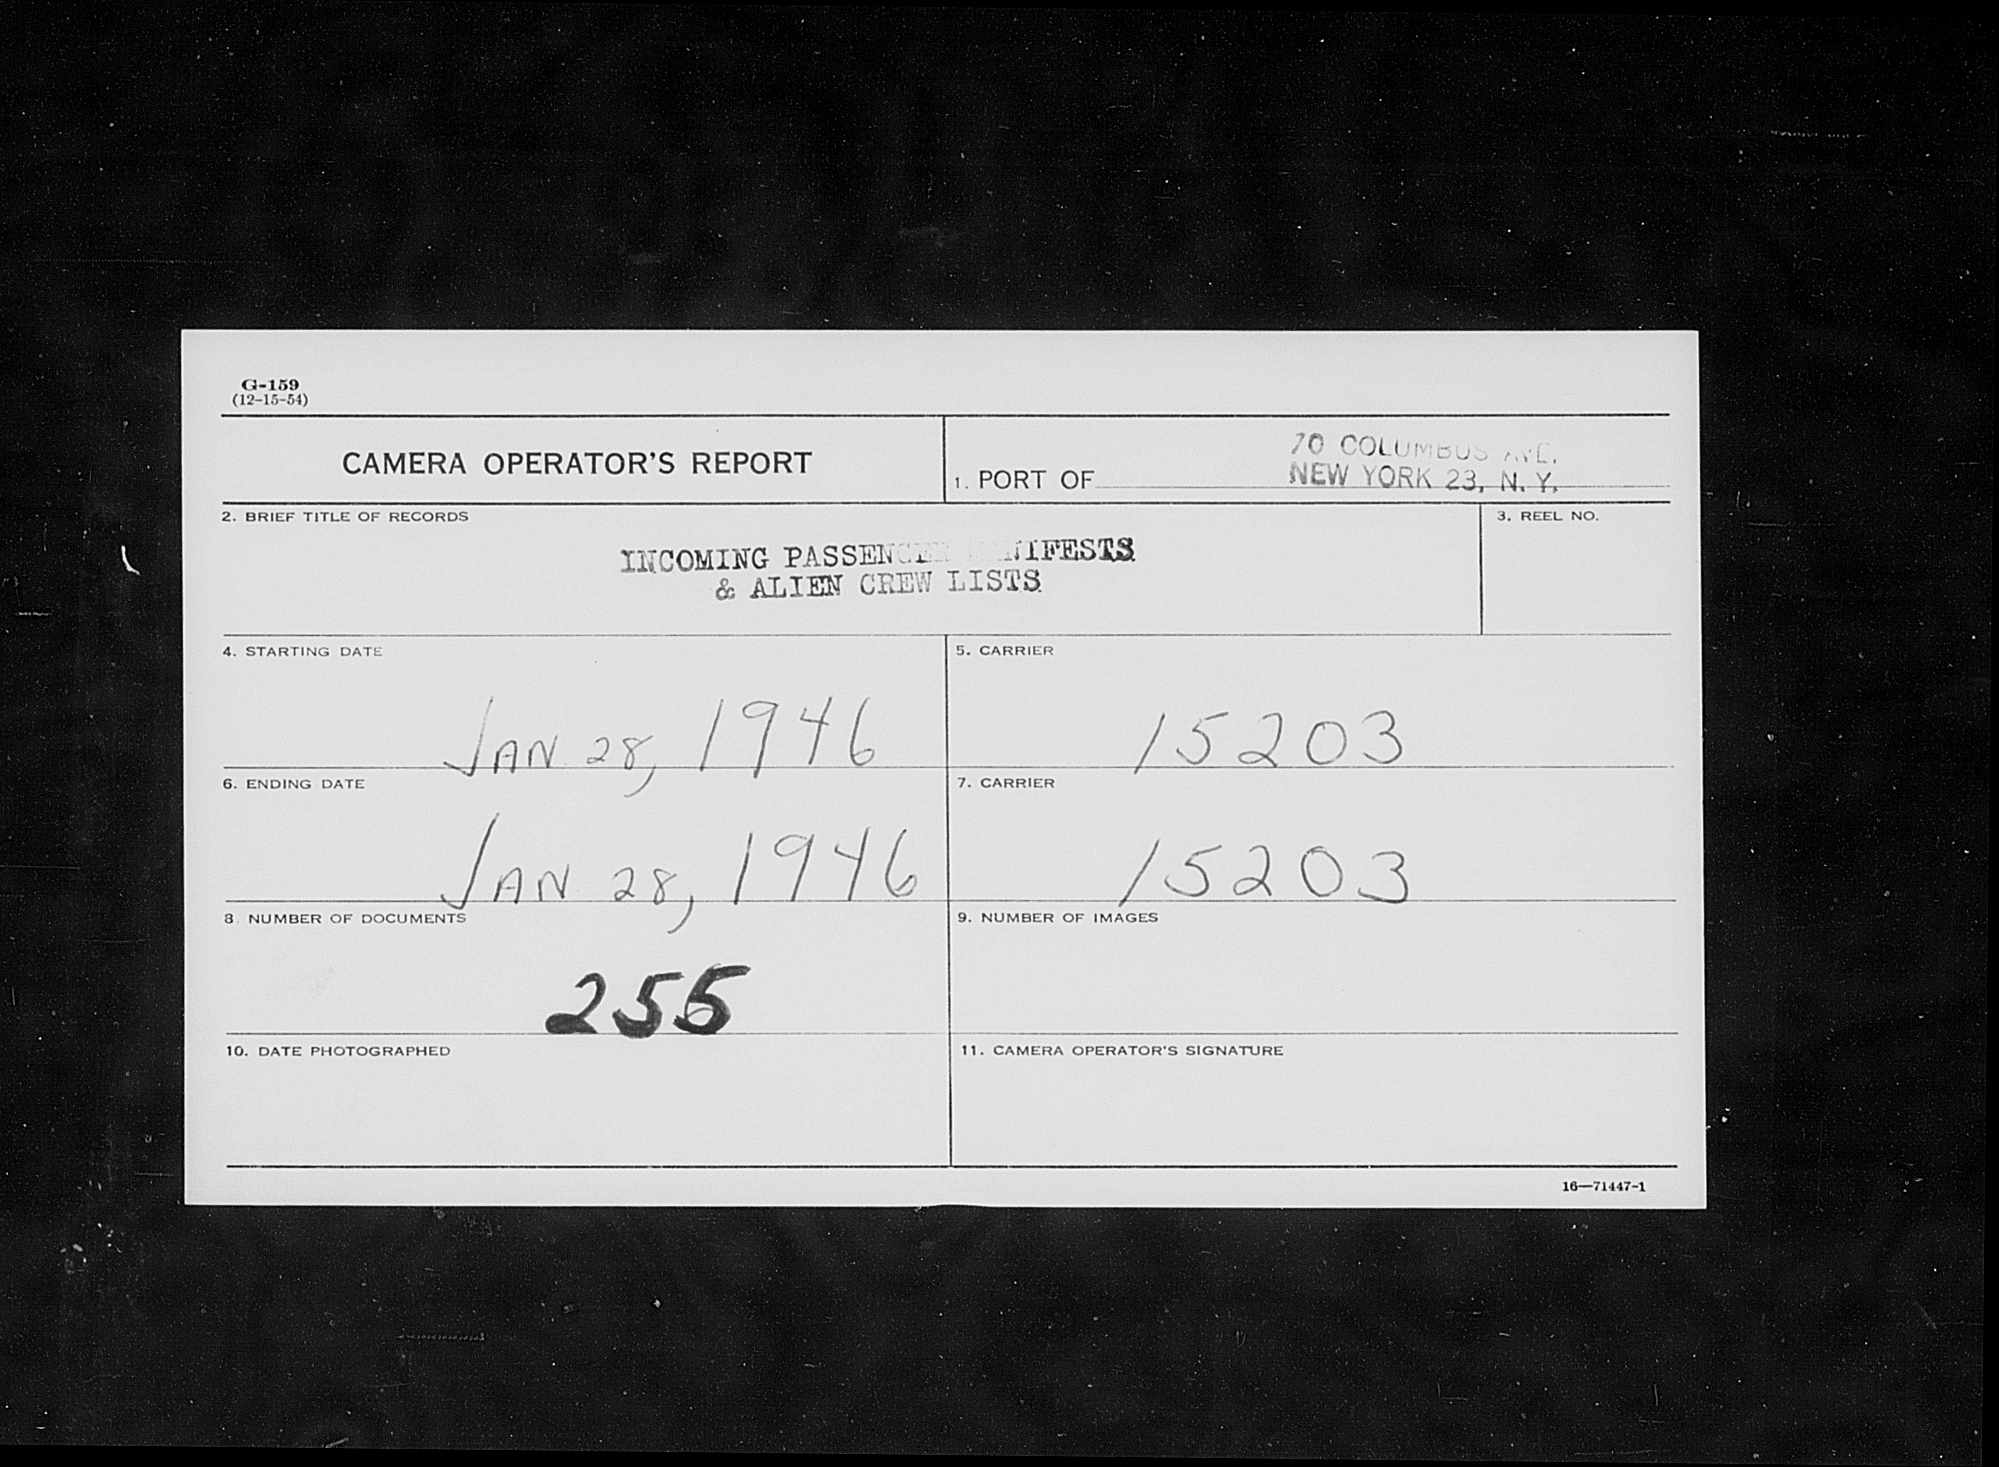 G-159
(12-15-54)
CAMERA OPERATOR'S REPORT
1. PORT OF
70 COLUMBUS AVE.
NEW YORK 23, N. Y.
2. BRIEF TITLE OF RECORDS
3. REEL NO.
INCOMING PASSENGER MANIFESTS
& ALIEN CREW LISTS
4. STARTING DATE
5. CARRIER
JAN 28, 1946
15203
6. ENDING DATE
7. CARRIER
JAN 28, 1946
15203
8 NUMBER OF DOCUMENTS
9. NUMBER OF IMAGES
10. DATE PHOTOGRAPHED
11. CAMERA OPERATOR'S SIGNATURE
16—71447-1